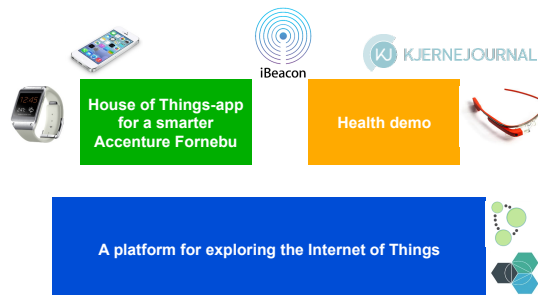 iBeacon
KJERNEJOURNAL
House of Things-app
for a smarter
Accenture Fornebu
Health demo
A platform for exploring the Internet of Things